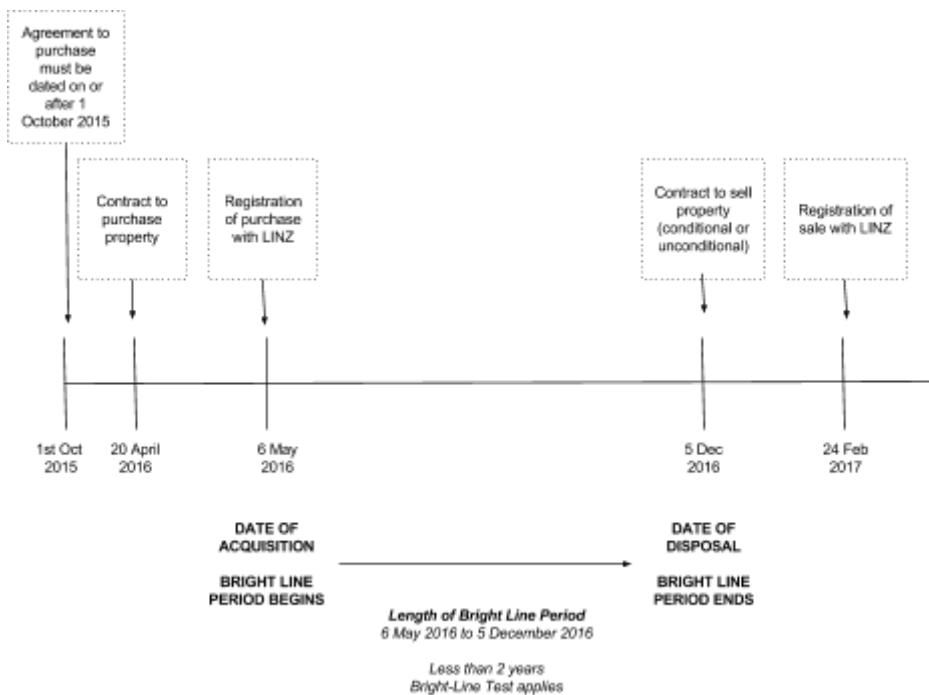 Agreement to
purchase
must be
dated on or
after 1
October 2015
Contract to
purchase
property
Registration
of purchase
with LINZ
Contract to sell
property
(conditional or
unconditional)
Registration of
sale with LINZ
1st Oct
2015
20 April
2016
6 May
2016
5 Dec
2016
24 Feb
2017
DATE OF
ACQUISITION
BRIGHT LINE
PERIOD BEGINS
DATE OF
DISPOSAL
BRIGHT LINE
PERIOD ENDS
Length of Bright Line Period
6 May 2016 to 5 December 2016
Less than 2 years
Bright-Line Test applies